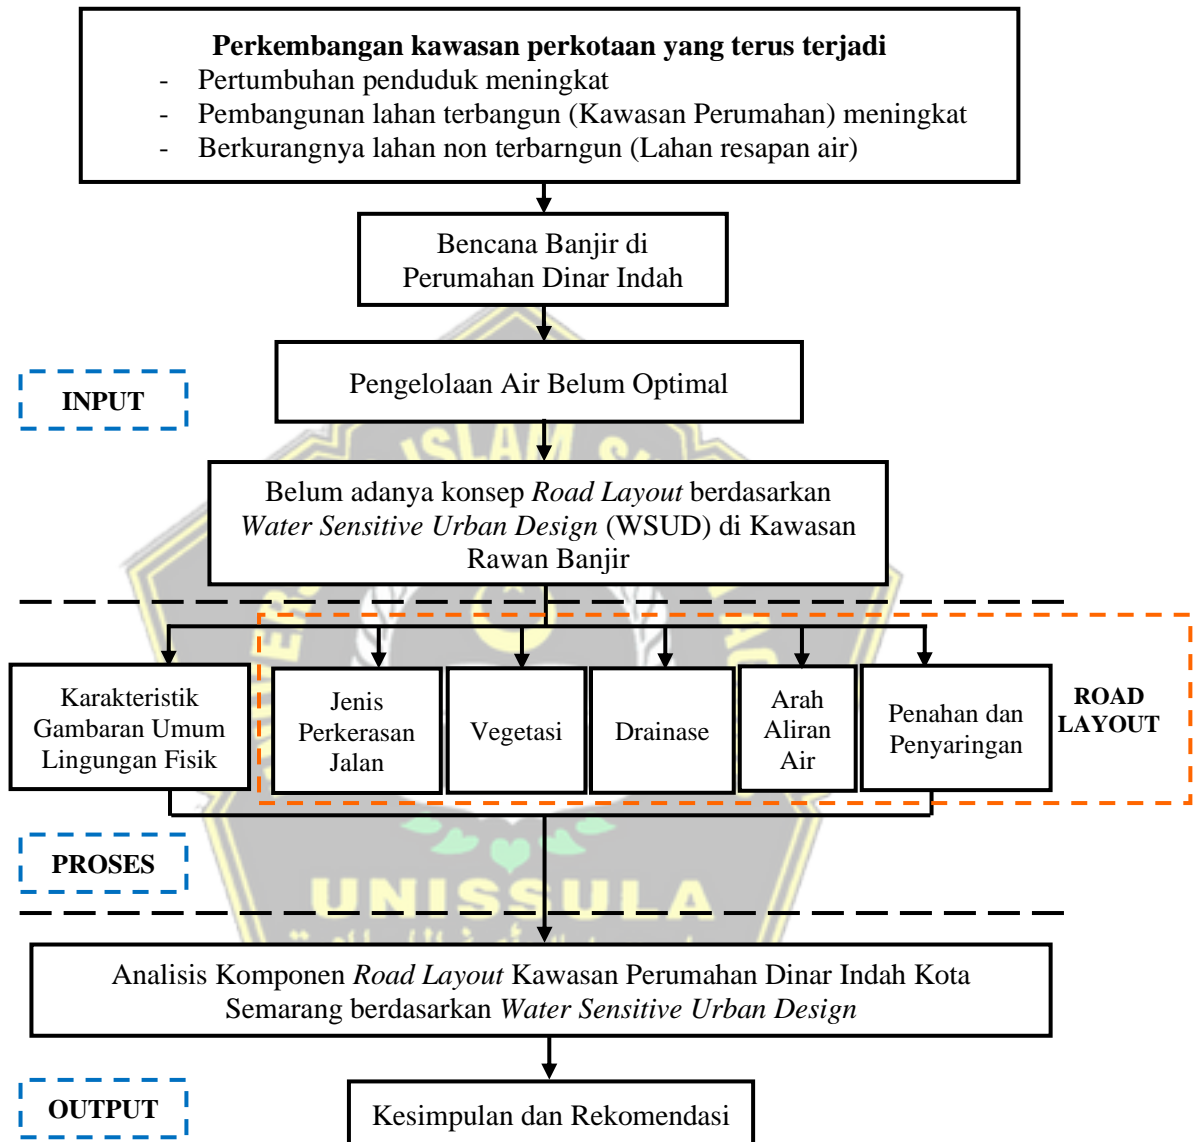 Perkembangan kawasan perkotaan yang terus terjadi
- Pertumbuhan penduduk meningkat
- Pembangunan lahan terbangun (Kawasan Perumahan) meningkat
- Berkurangnya lahan non terbarngun (Lahan resapan air)
Bencana Banjir di
Perumahan Dinar Indah
Pengelolaan Air Belum Optimal
INPUT
Belum adanya konsep Road Layout berdasarkan
Water Sensitive Urban Design (WSUD) di Kawasan
Rawan Banjir
Karakteristik
Gambaran Umum
Lingungan Fisik
Jenis
Perkerasan
Jalan
Vegetasi
Drainase
Arah
Aliran
Air
Penahan dan
Penyaringan
ROAD
LAYOUT
PROSES
UNISSULA
Analisis Komponen Road Layout Kawasan Perumahan Dinar Indah Kota
Semarang berdasarkan Water Sensitive Urban Design
OUTPUT
Kesimpulan dan Rekomendasi